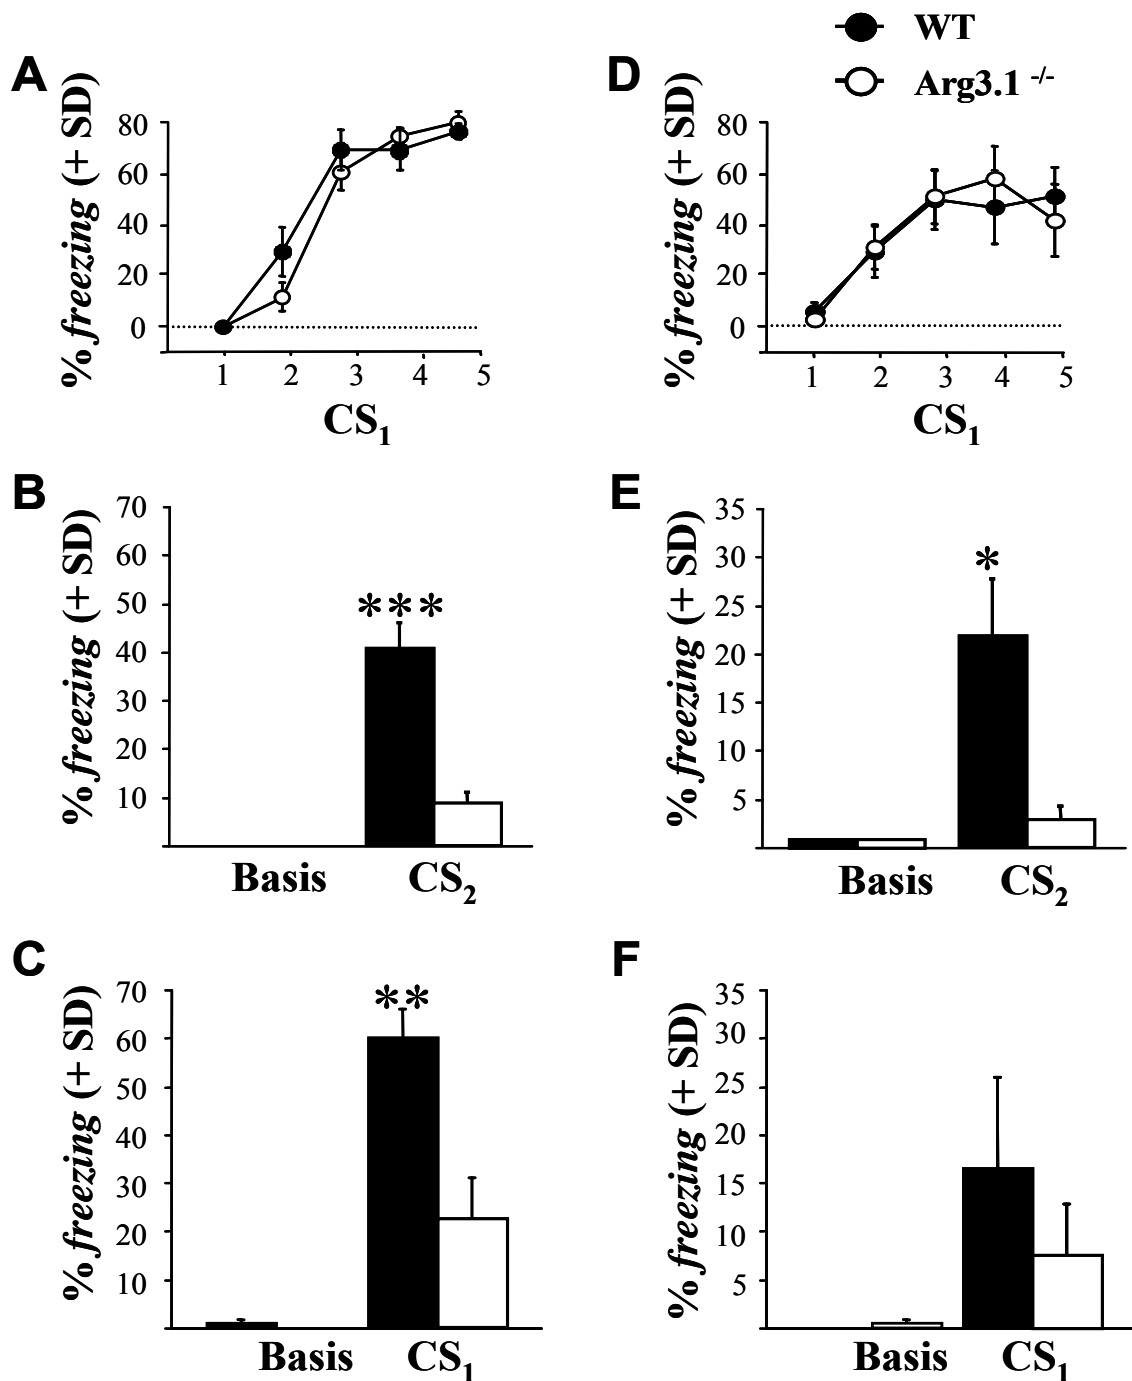 WT
Arg3.1 -/-
A
% freezing (+ SD)
80
60
40
20
0
1 2 3 4 5
CS1
D
% freezing (+ SD)
80
60
40
20
0
1 2 3 4 5
CS1
B
% freezing (+ SD)
70
60
50
40
30
20
10
***
Basis CS2
E
% freezing (+ SD)
35
30
25
20
15
10
5
*
Basis CS2
C
% freezing (+ SD)
70
60
50
40
30
20
10
**
Basis CS1
F
% freezing (+ SD)
35
30
25
20
15
10
5
Basis CS1